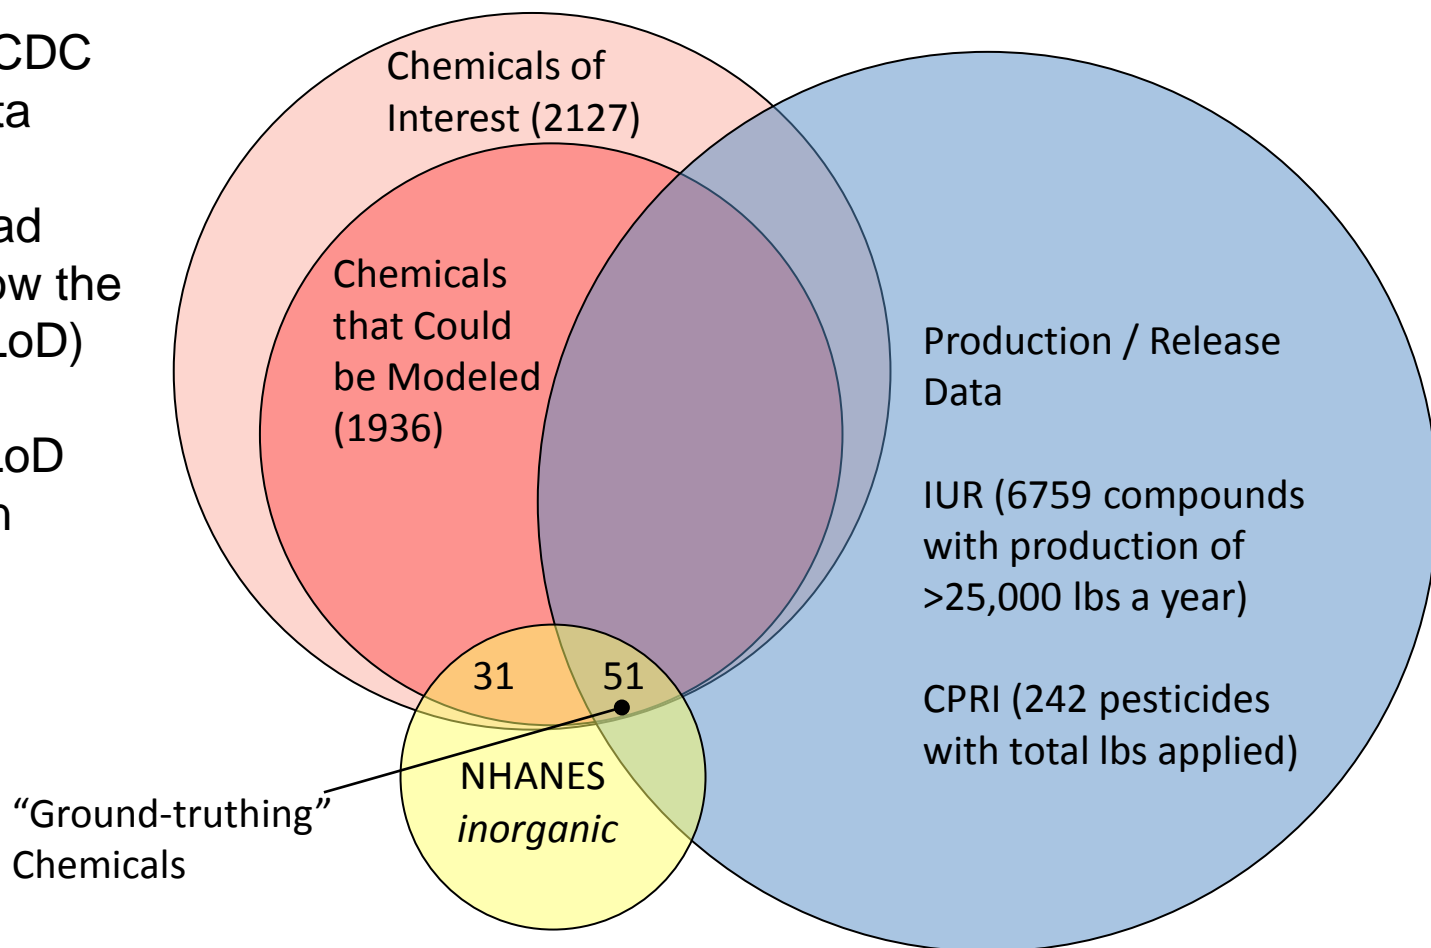 CDC
ta
ad
ow the
LoD)
LoD
n
Chemicals of
Interest (2127)
Chemicals
that Could
be Modeled
(1936)
Production / Release
Data
IUR (6759 compounds
with production of
>25,000 lbs a year)
CPRI (242 pesticides
with total lbs applied)
31
51
NHANES
inorganic
“Ground-truthing”
Chemicals